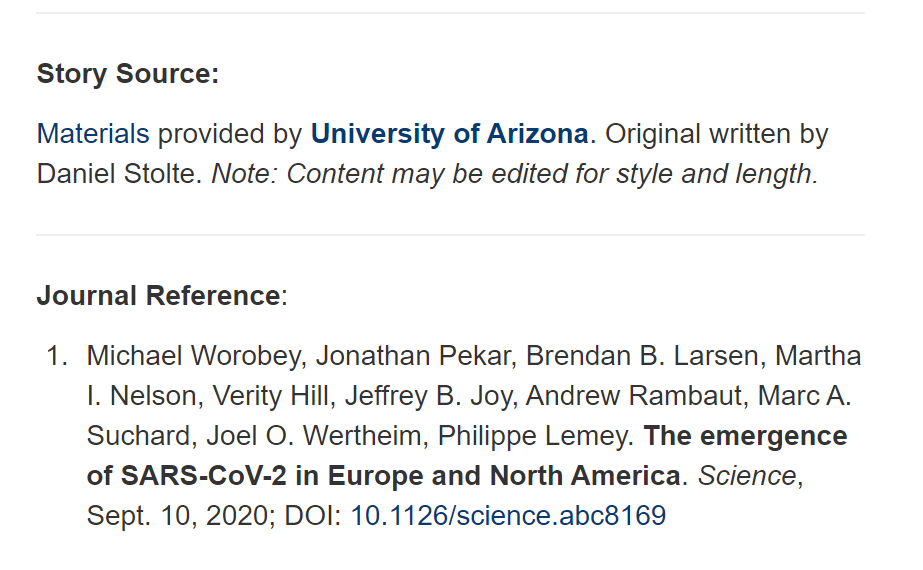 Story Source:
Materials provided by University of Arizona. Original written by
Daniel Stolte. Note: Content may be edited for style and length.
Journal Reference:
1. Michael Worobey, Jonathan Pekar, Brendan B. Larsen, Martha
I. Nelson, Verity Hill, Jeffrey B. Joy, Andrew Rambaut, Marc A.
Suchard, Joel O. Wertheim, Philippe Lemey. The emergence
of SARS-CoV-2 in Europe and North America. Science,
Sept. 10, 2020; DOI: 10.1126/science.abc8169